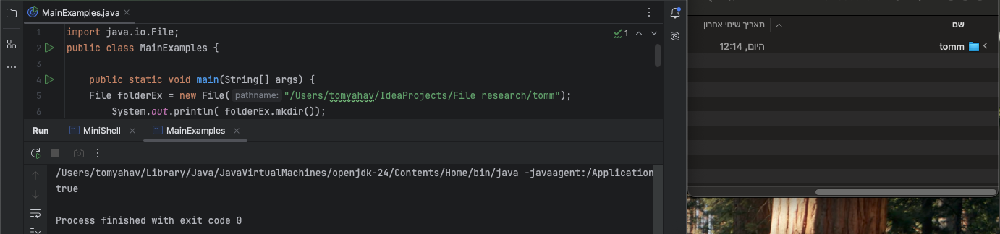 MainExamples.java
1 import java.io.File;
2 public class MainExamples {
3
4 public static void main(String[] args) {
5 File folderEx = new File( pathname: "/Users/tomyahav/IdeaProjects/File research/tomm");
6 System.out.println( folderEx.mkdir());
1
Run MiniShell MainExamples
/Users/tomyahav/Library/Java/JavaVirtualMachines/openjdk-24/Contents/Home/bin/java -javaagent:/Application
true
Process finished with exit code 0
שם תאריך שינוי אחרון
tomm היום, 12:14